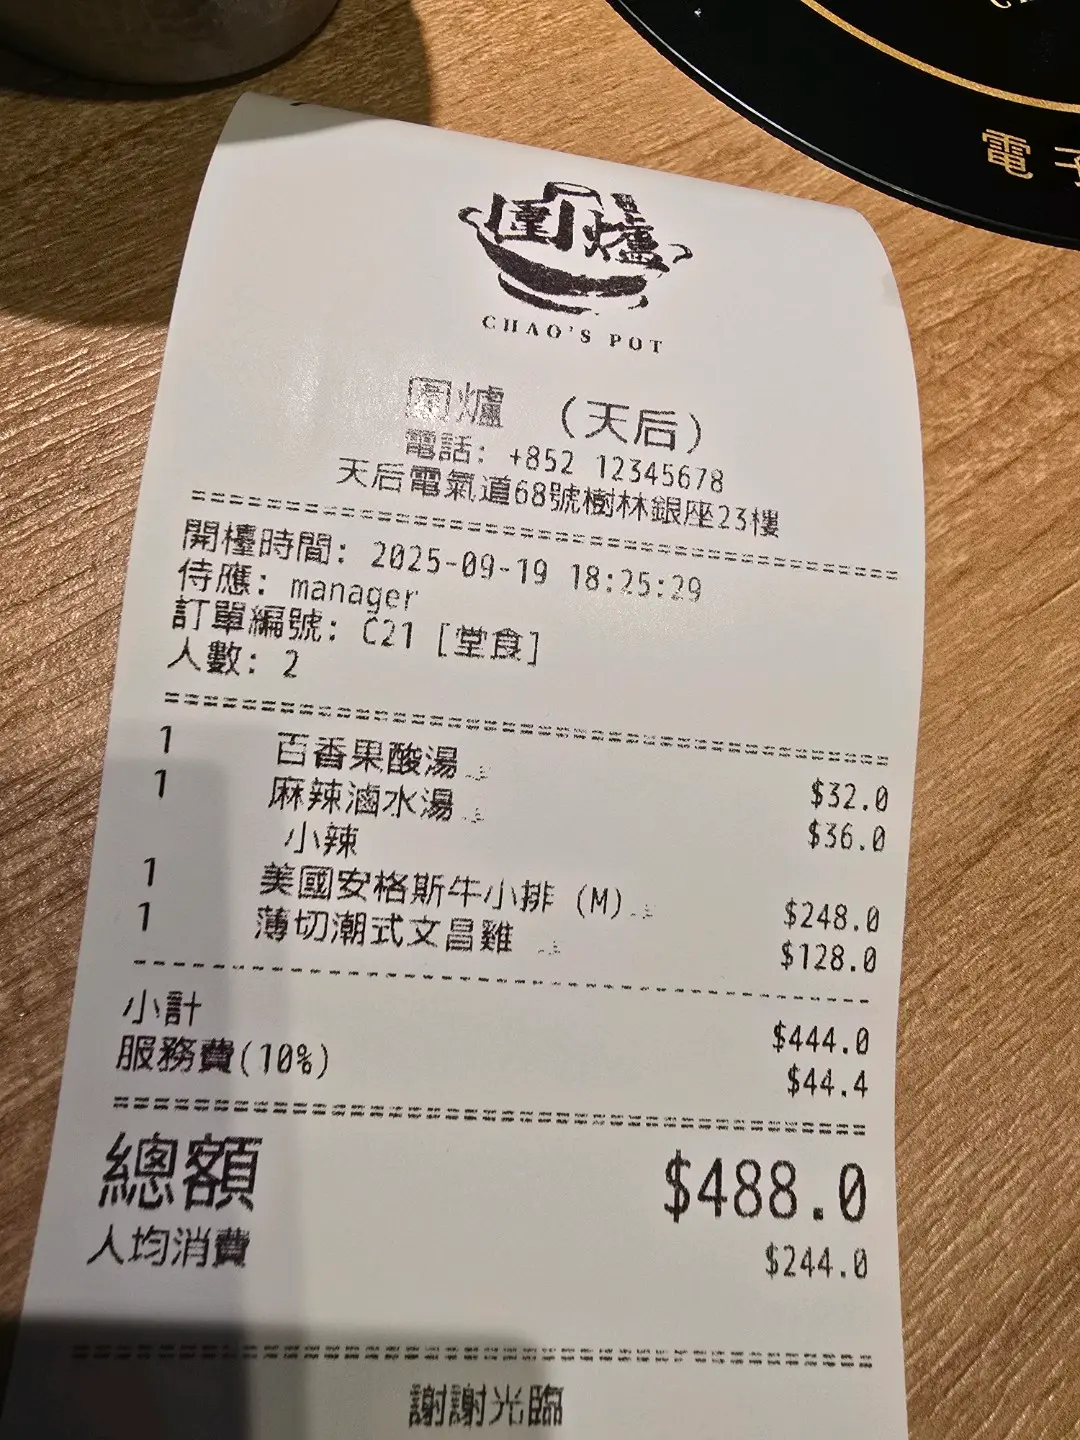 電子
圍爐
CHAO'S POT
圍爐 (天后)
電話: +852 12345678
天后電氣道68號樹林銀座23樓
開檯時間: 2025-09-19 18:25:29
侍應: manager
訂單編號: C21 [堂食]
人數: 2
1 百香果酸湯 $32.0
1 麻辣滷水湯 $36.0
小辣
1 美國安格斯牛小排 (M) $248.0
1 薄切潮式文昌雞 $128.0
小計 $444.0
服務費(10%) $44.4
總額 $488.0
人均消費 $244.0
謝謝光臨